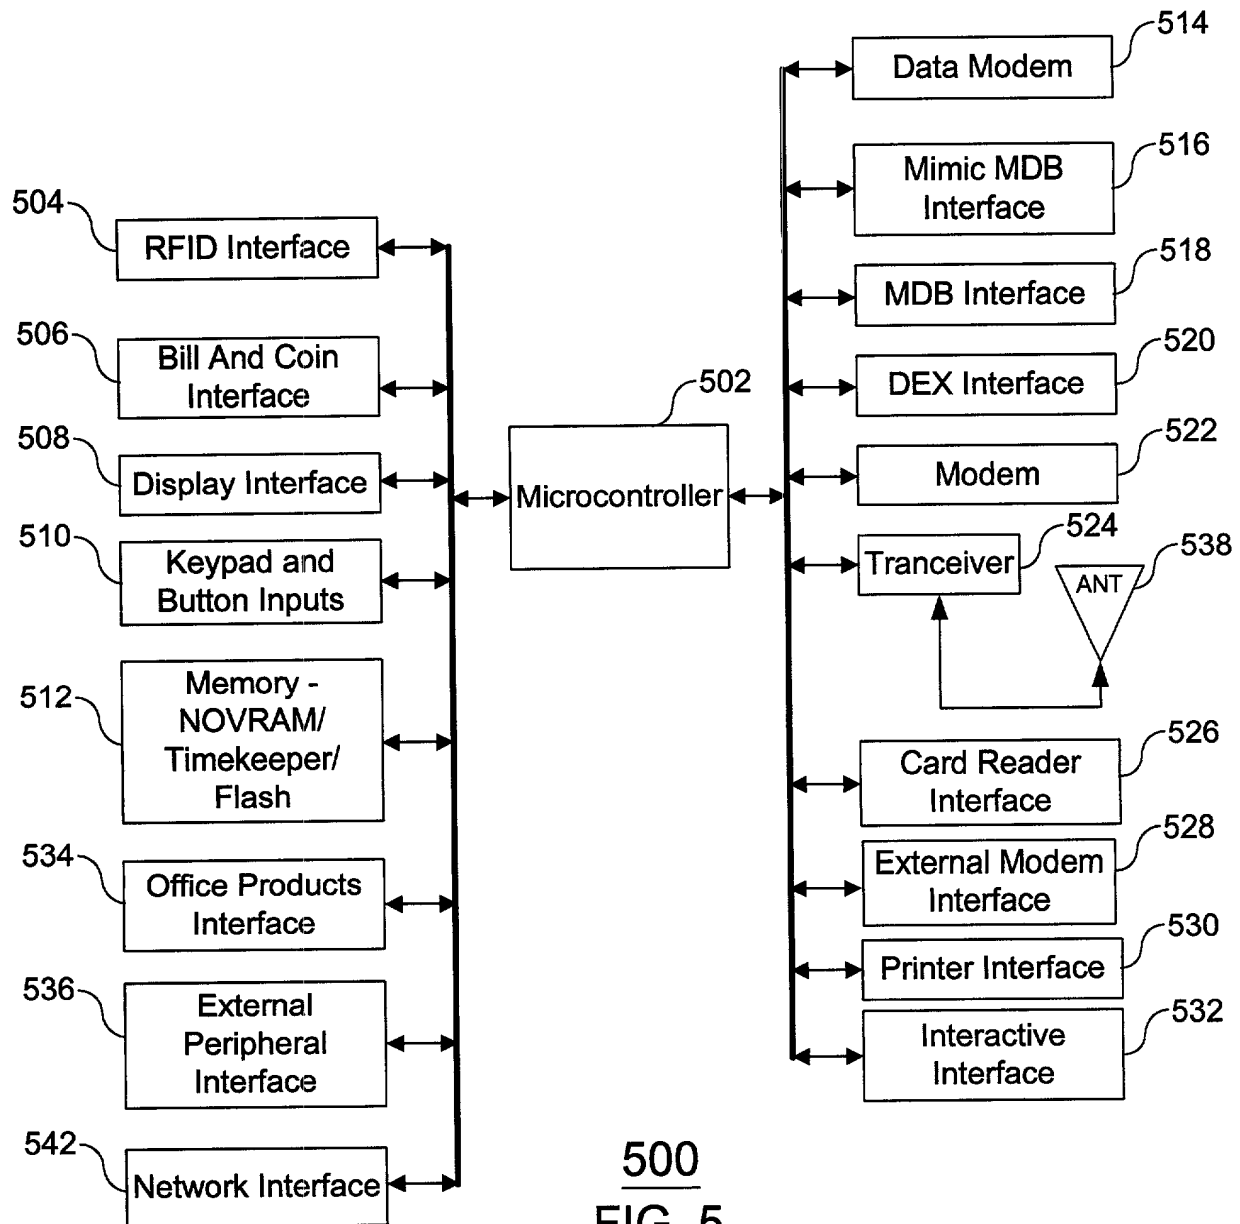 504
RFID Interface
506
Bill And Coin
Interface
508
Display Interface
510
Keypad and
Button Inputs
512
Memory -
NOVRAM/
Timekeeper/
Flash
534
Office Products
Interface
536
External
Peripheral
Interface
542
Network Interface
502
Microcontroller
514
Data Modem
516
Mimic MDB
Interface
518
MDB Interface
520
DEX Interface
522
Modem
524
Tranceiver
538
ANT
526
Card Reader
Interface
528
External Modem
Interface
530
Printer Interface
532
Interactive
Interface
500
FIG. 5